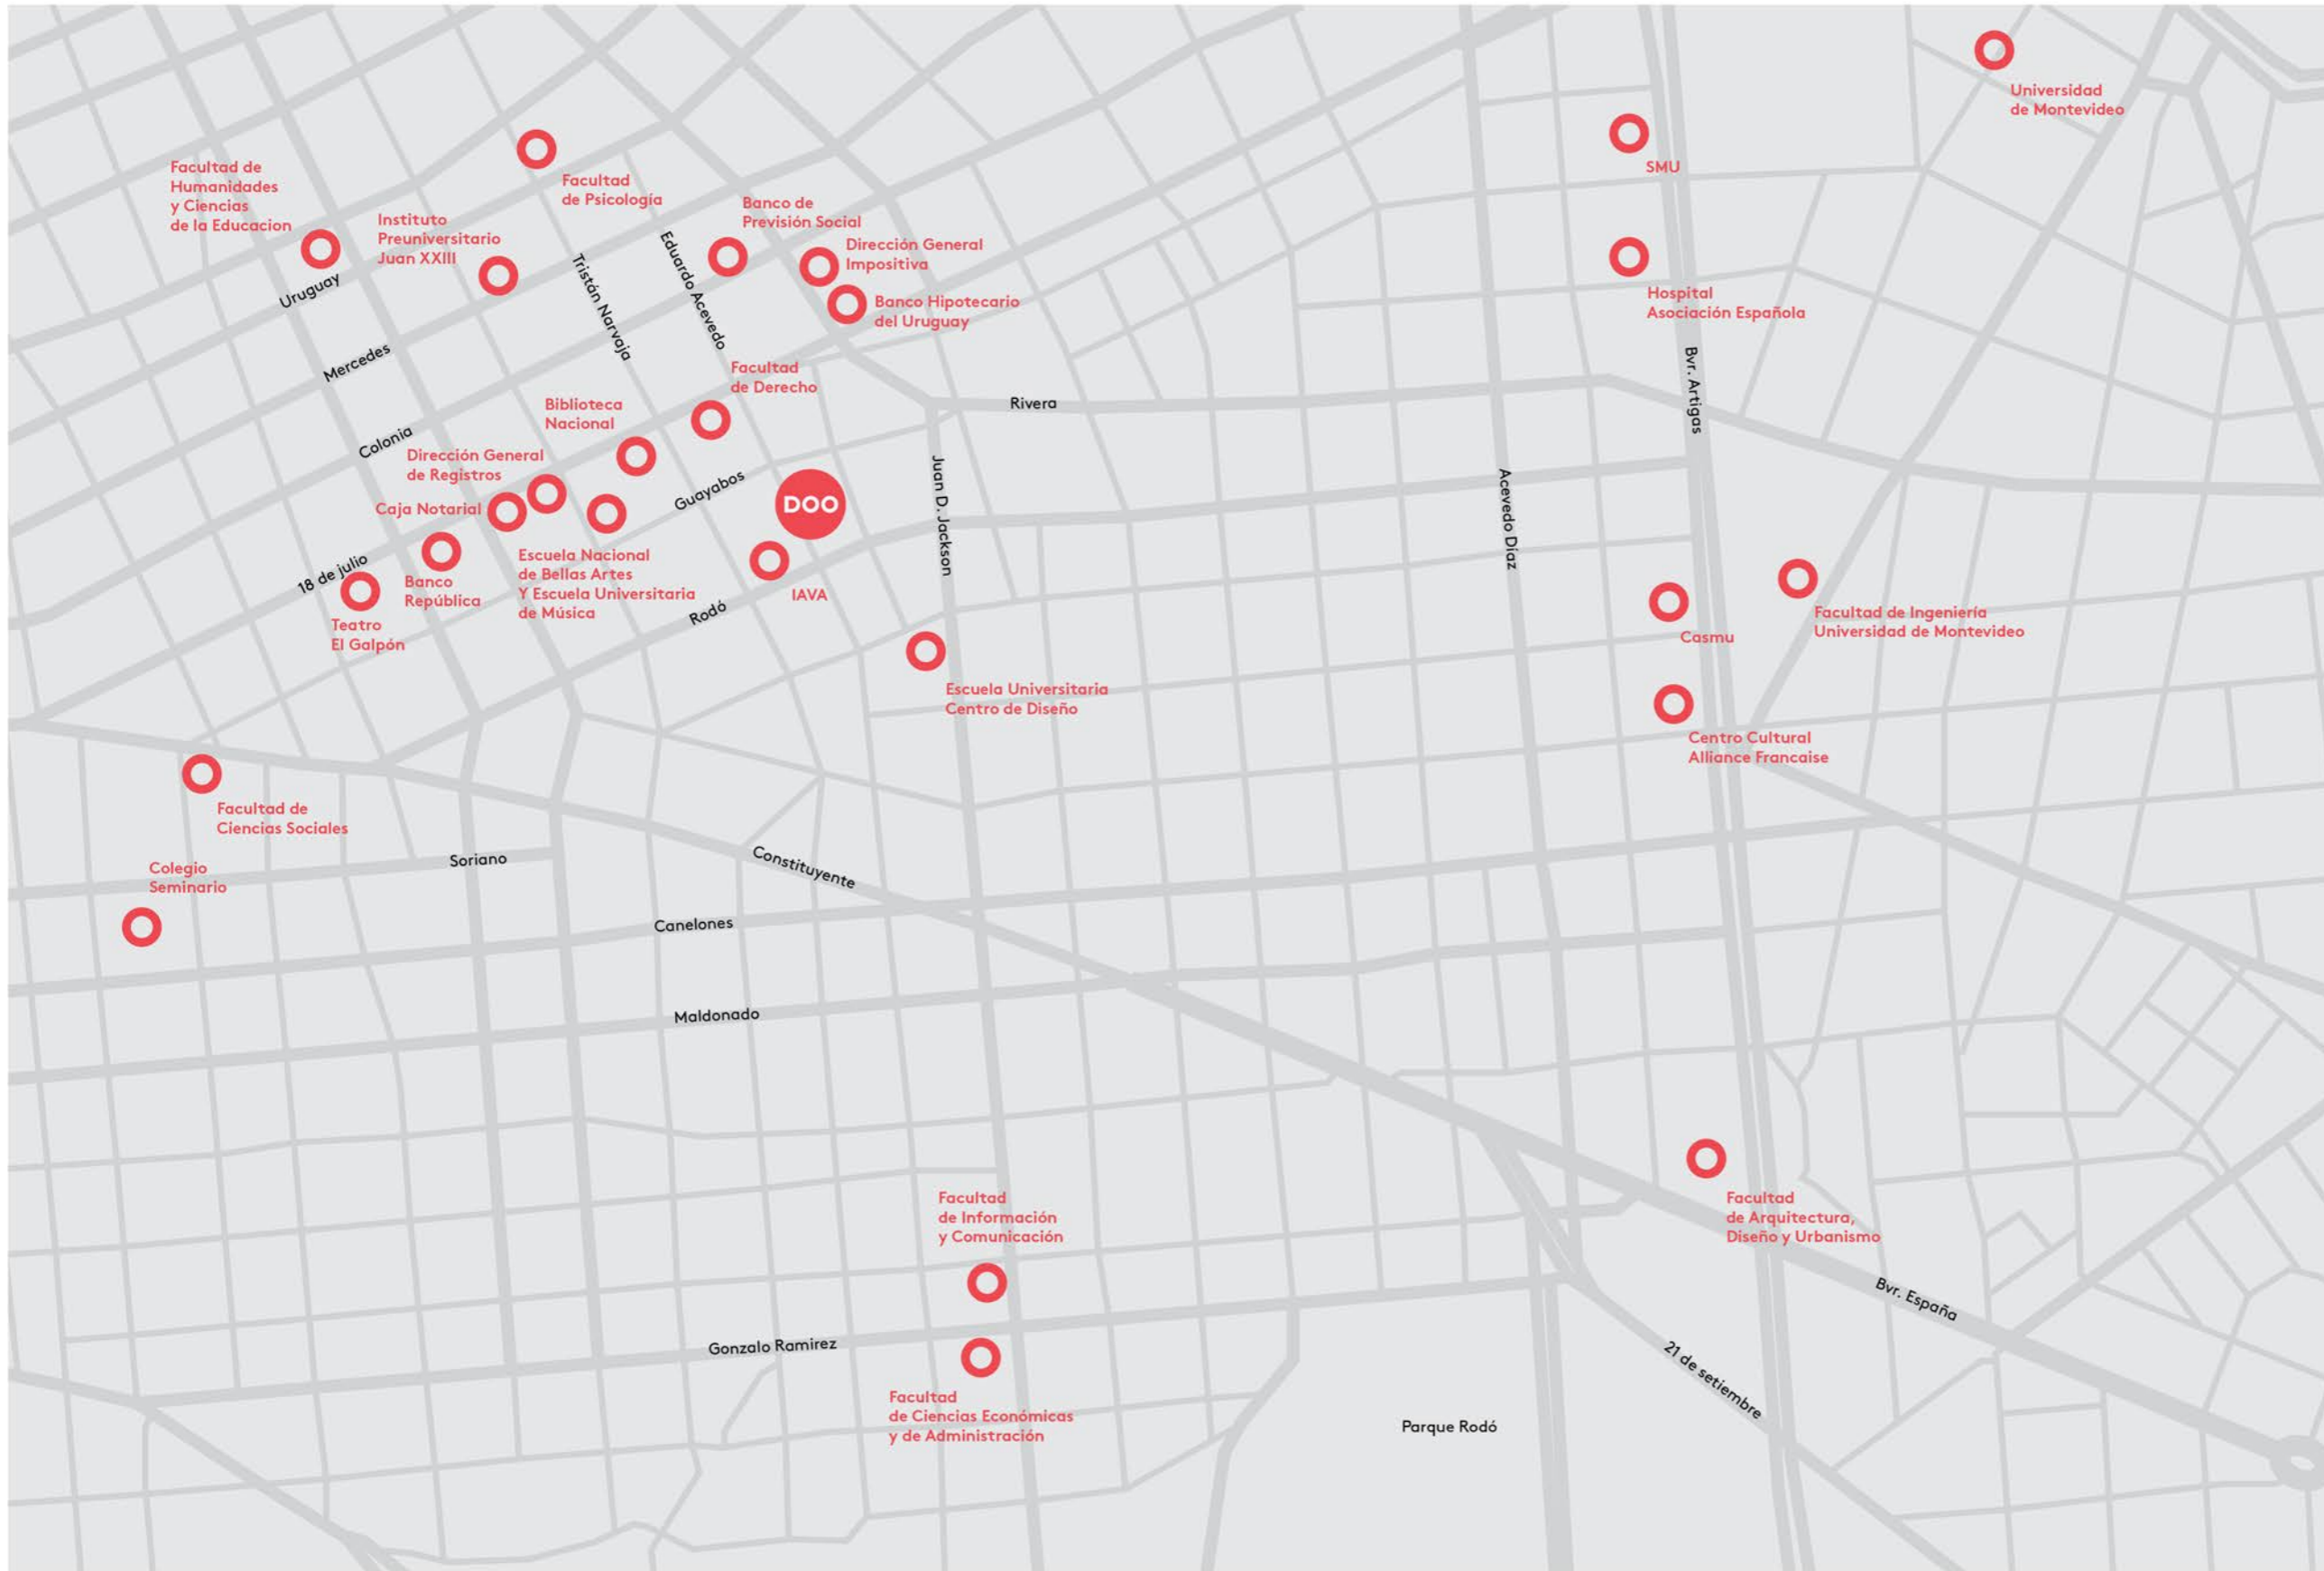 Universidad
de Montevideo
SMU
Facultad de
Humanidades
y Ciencias
de la Educacion
Facultad
de Psicología
Instituto
Preuniversitario
Juan XXIII
Banco de
Previsión Social
Dirección General
Impositiva
Banco Hipotecario
del Uruguay
Hospital
Asociación Española
Uruguay
Tristán Narvaja
Eduardo Acevedo
Mercedes
Bvr. Artigas
Facultad
de Derecho
Rivera
Biblioteca
Nacional
Colonia
Dirección General
de Registros
Caja Notarial
Guayabos
DOO
Juan D. Jackson
Acevedo Díaz
18 de julio
Banco
República
Escuela Nacional
de Bellas Artes
Y Escuela Universitaria
de Música
IAVA
Rodó
Teatro
El Galpón
Casmu
Facultad de Ingeniería
Universidad de Montevideo
Escuela Universitaria
Centro de Diseño
Centro Cultural
Alliance Francaise
Facultad de
Ciencias Sociales
Soriano
Constituyente
Colegio
Seminario
Canelones
Maldonado
Facultad
de Información
y Comunicación
Facultad
de Arquitectura,
Diseño y Urbanismo
Bvr. España
Gonzalo Ramirez
21 de setiembre
Facultad
de Ciencias Económicas
y de Administración
Parque Rodó